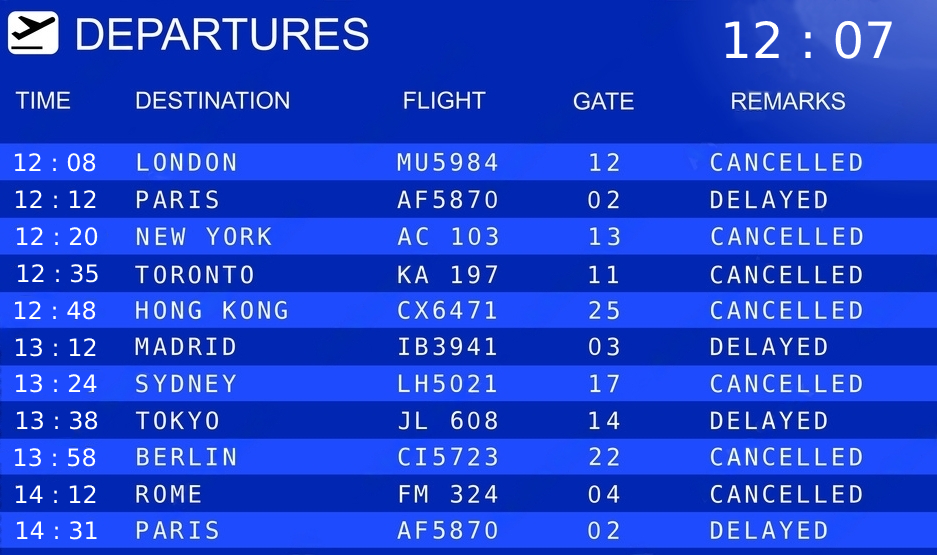 DEPARTURES 12 : 07
TIME DESTINATION FLIGHT GATE REMARKS
12 : 08 LONDON MU5984 12 CANCELLED
12 : 12 PARIS AF5870 02 DELAYED
12 : 20 NEW YORK AC 103 13 CANCELLED
12 : 35 TORONTO KA 197 11 CANCELLED
12 : 48 HONG KONG CX6471 25 CANCELLED
13 : 12 MADRID IB3941 03 DELAYED
13 : 24 SYDNEY LH5021 17 CANCELLED
13 : 38 TOKYO JL 608 14 DELAYED
13 : 58 BERLIN CI5723 22 CANCELLED
14 : 12 ROME FM 324 04 CANCELLED
14 : 31 PARIS AF5870 02 DELAYED